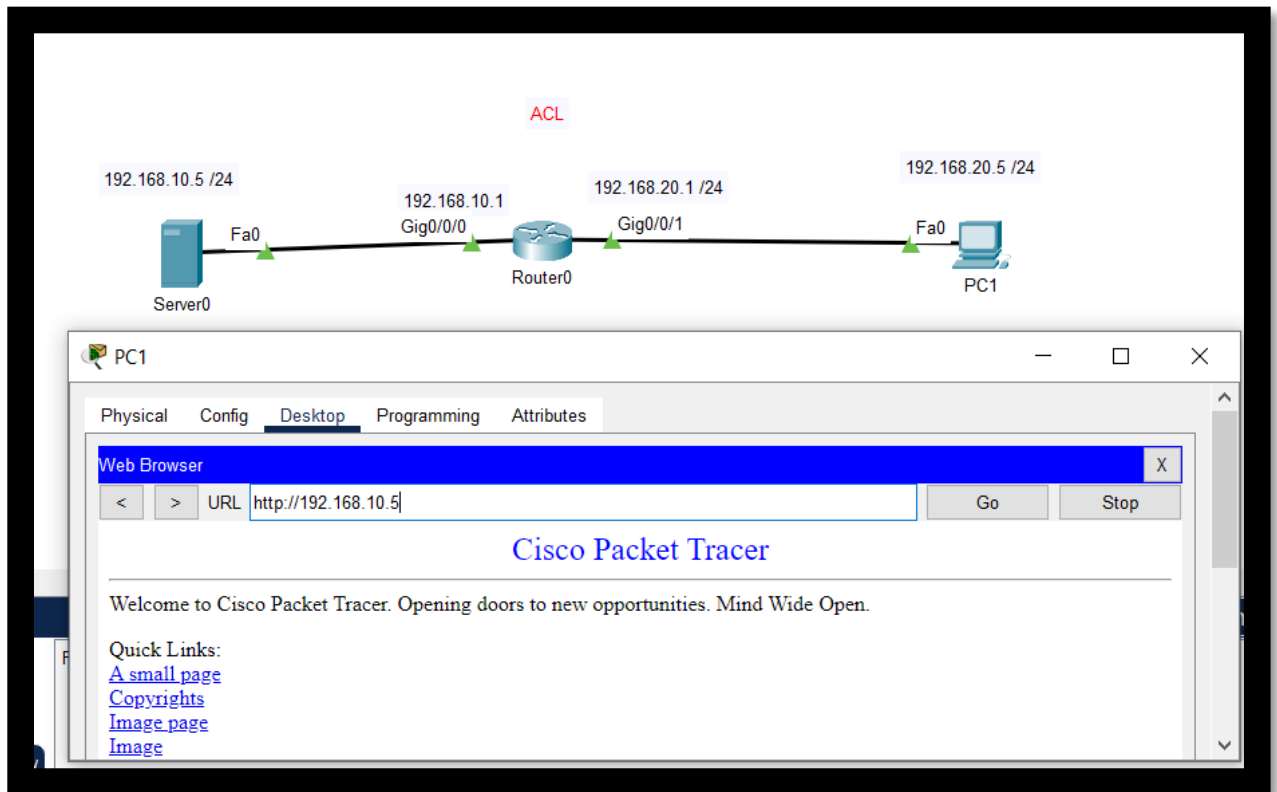 ACL
192.168.10.5 /24
192.168.10.1
192.168.20.1 /24
192.168.20.5 /24
Fa0
Gig0/0/0
Gig0/0/1
Fa0
Server0
Router0
PC1
PC1
Physical Config Desktop Programming Attributes
Web Browser
X
< > URL http://192.168.10.5 Go Stop
Cisco Packet Tracer
Welcome to Cisco Packet Tracer. Opening doors to new opportunities. Mind Wide Open.
Quick Links:
A small page
Copyrights
Image page
Image